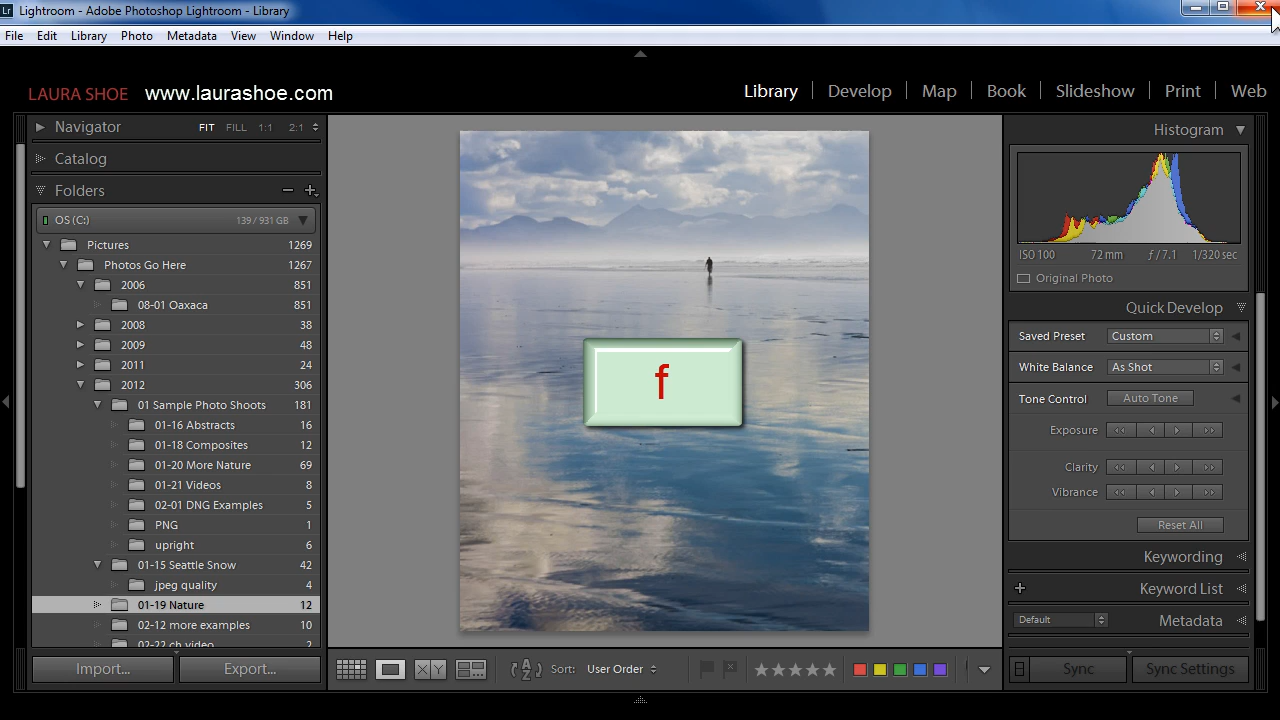 Lr Lightroom - Adobe Photoshop Lightroom - Library
File Edit Library Photo Metadata View Window Help
LAURA SHOE www.laurashoe.com
Library Develop Map Book Slideshow Print Web
Navigator FIT FILL 1:1 2:1
Catalog
Folders
OS (C:) 139 / 931 GB
Pictures 1269
Photos Go Here 1267
2006 851
08-01 Oaxaca 851
2008 38
2009 48
2011 24
2012 306
01 Sample Photo Shoots 181
01-16 Abstracts 16
01-18 Composites 12
01-20 More Nature 69
01-21 Videos 8
02-01 DNG Examples 5
PNG 1
upright 6
01-15 Seattle Snow 42
jpeg quality 4
01-19 Nature 12
02-12 more examples 10
02-22 ch video 2
Import... Export...
f
X Y
A Z Sort: User Order
Histogram
ISO 100 72 mm f / 7.1 1/320 sec
Original Photo
Quick Develop
Saved Preset Custom
White Balance As Shot
Tone Control Auto Tone
Exposure
Clarity
Vibrance
Reset All
Keywording
Keyword List
Default Metadata
Sync Sync Settings